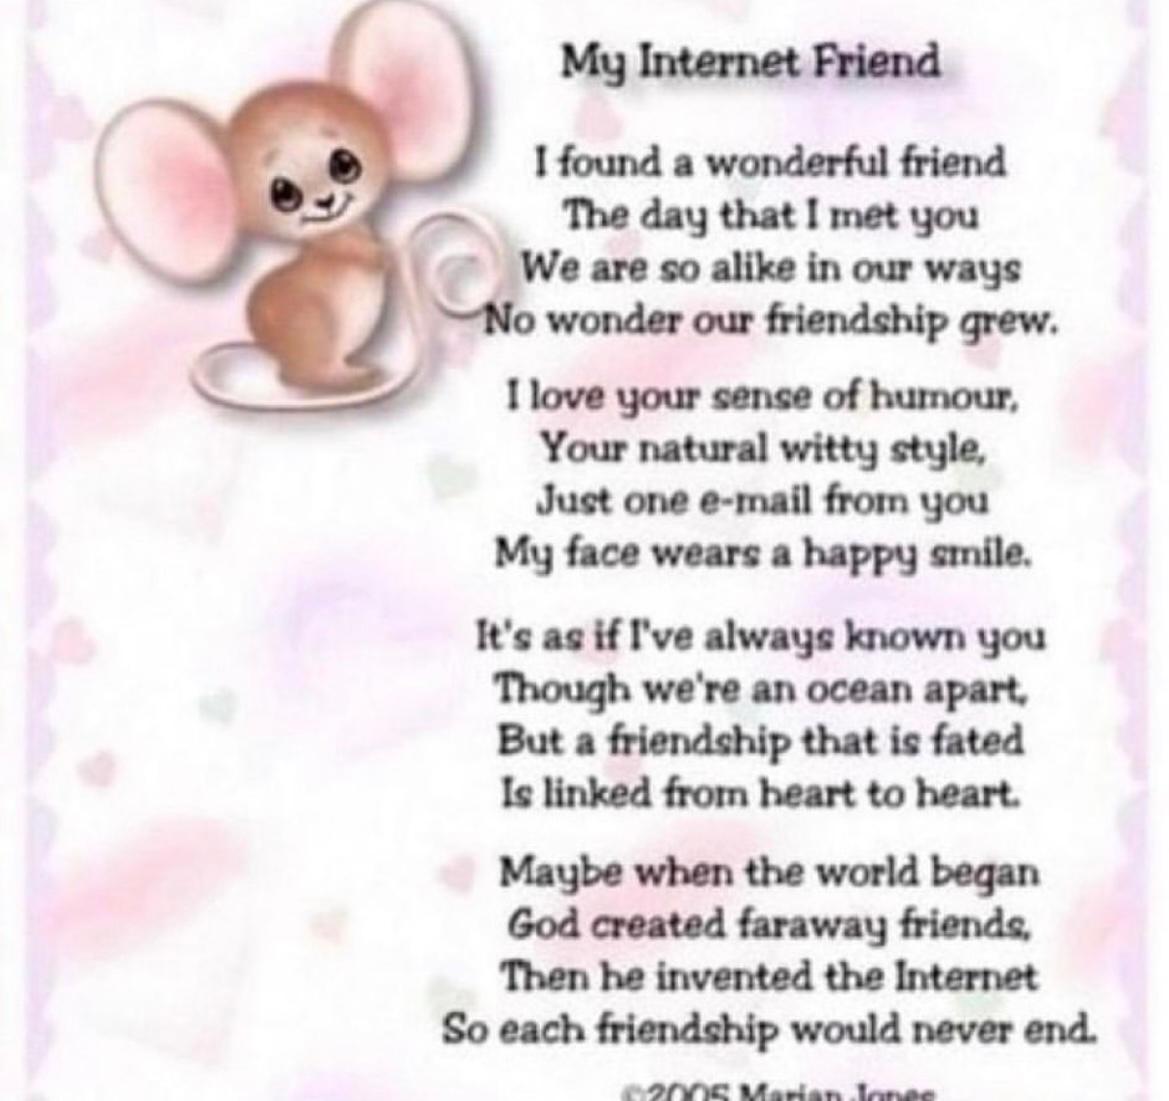 My Internet Friend
I found a wonderful friend
The day that I met you
We are so alike in our ways
No wonder our friendship grew.
I love your sense of humour,
Your natural witty style,
Just one e-mail from you
My face wears a happy smile.
It's as if I've always known you
Though we're an ocean apart,
But a friendship that is fated
Is linked from heart to heart.
Maybe when the world began
God created faraway friends,
Then he invented the Internet
So each friendship would never end.
©2005 Marian Jones